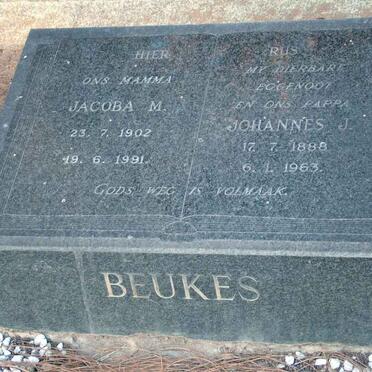 HIER RUS
ONS MAMMA
JACOBA M.
23. 7. 1902
19. 6. 1991.
MY DIERBARE
EGGENOOT
EN ONS PAPPA
JOHANNES J.
17. 7. 1888
6. 1. 1963.
GODS WEG IS VOLMAAK.
BEUKES